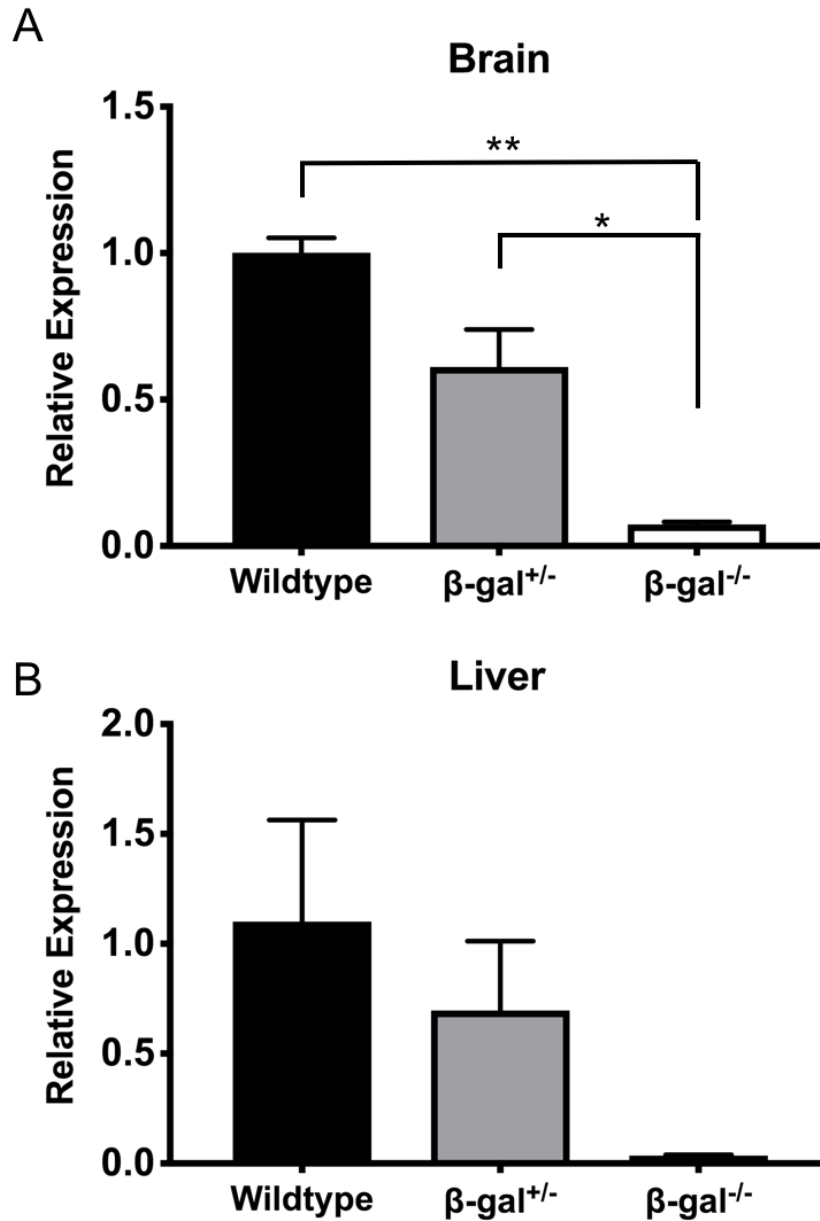 A
Brain
Relative Expression
1.5
1.0
0.5
0.0
**
*
Wildtype β-gal+/- β-gal-/-
B
Liver
Relative Expression
2.0
1.5
1.0
0.5
0.0
Wildtype β-gal+/- β-gal-/-